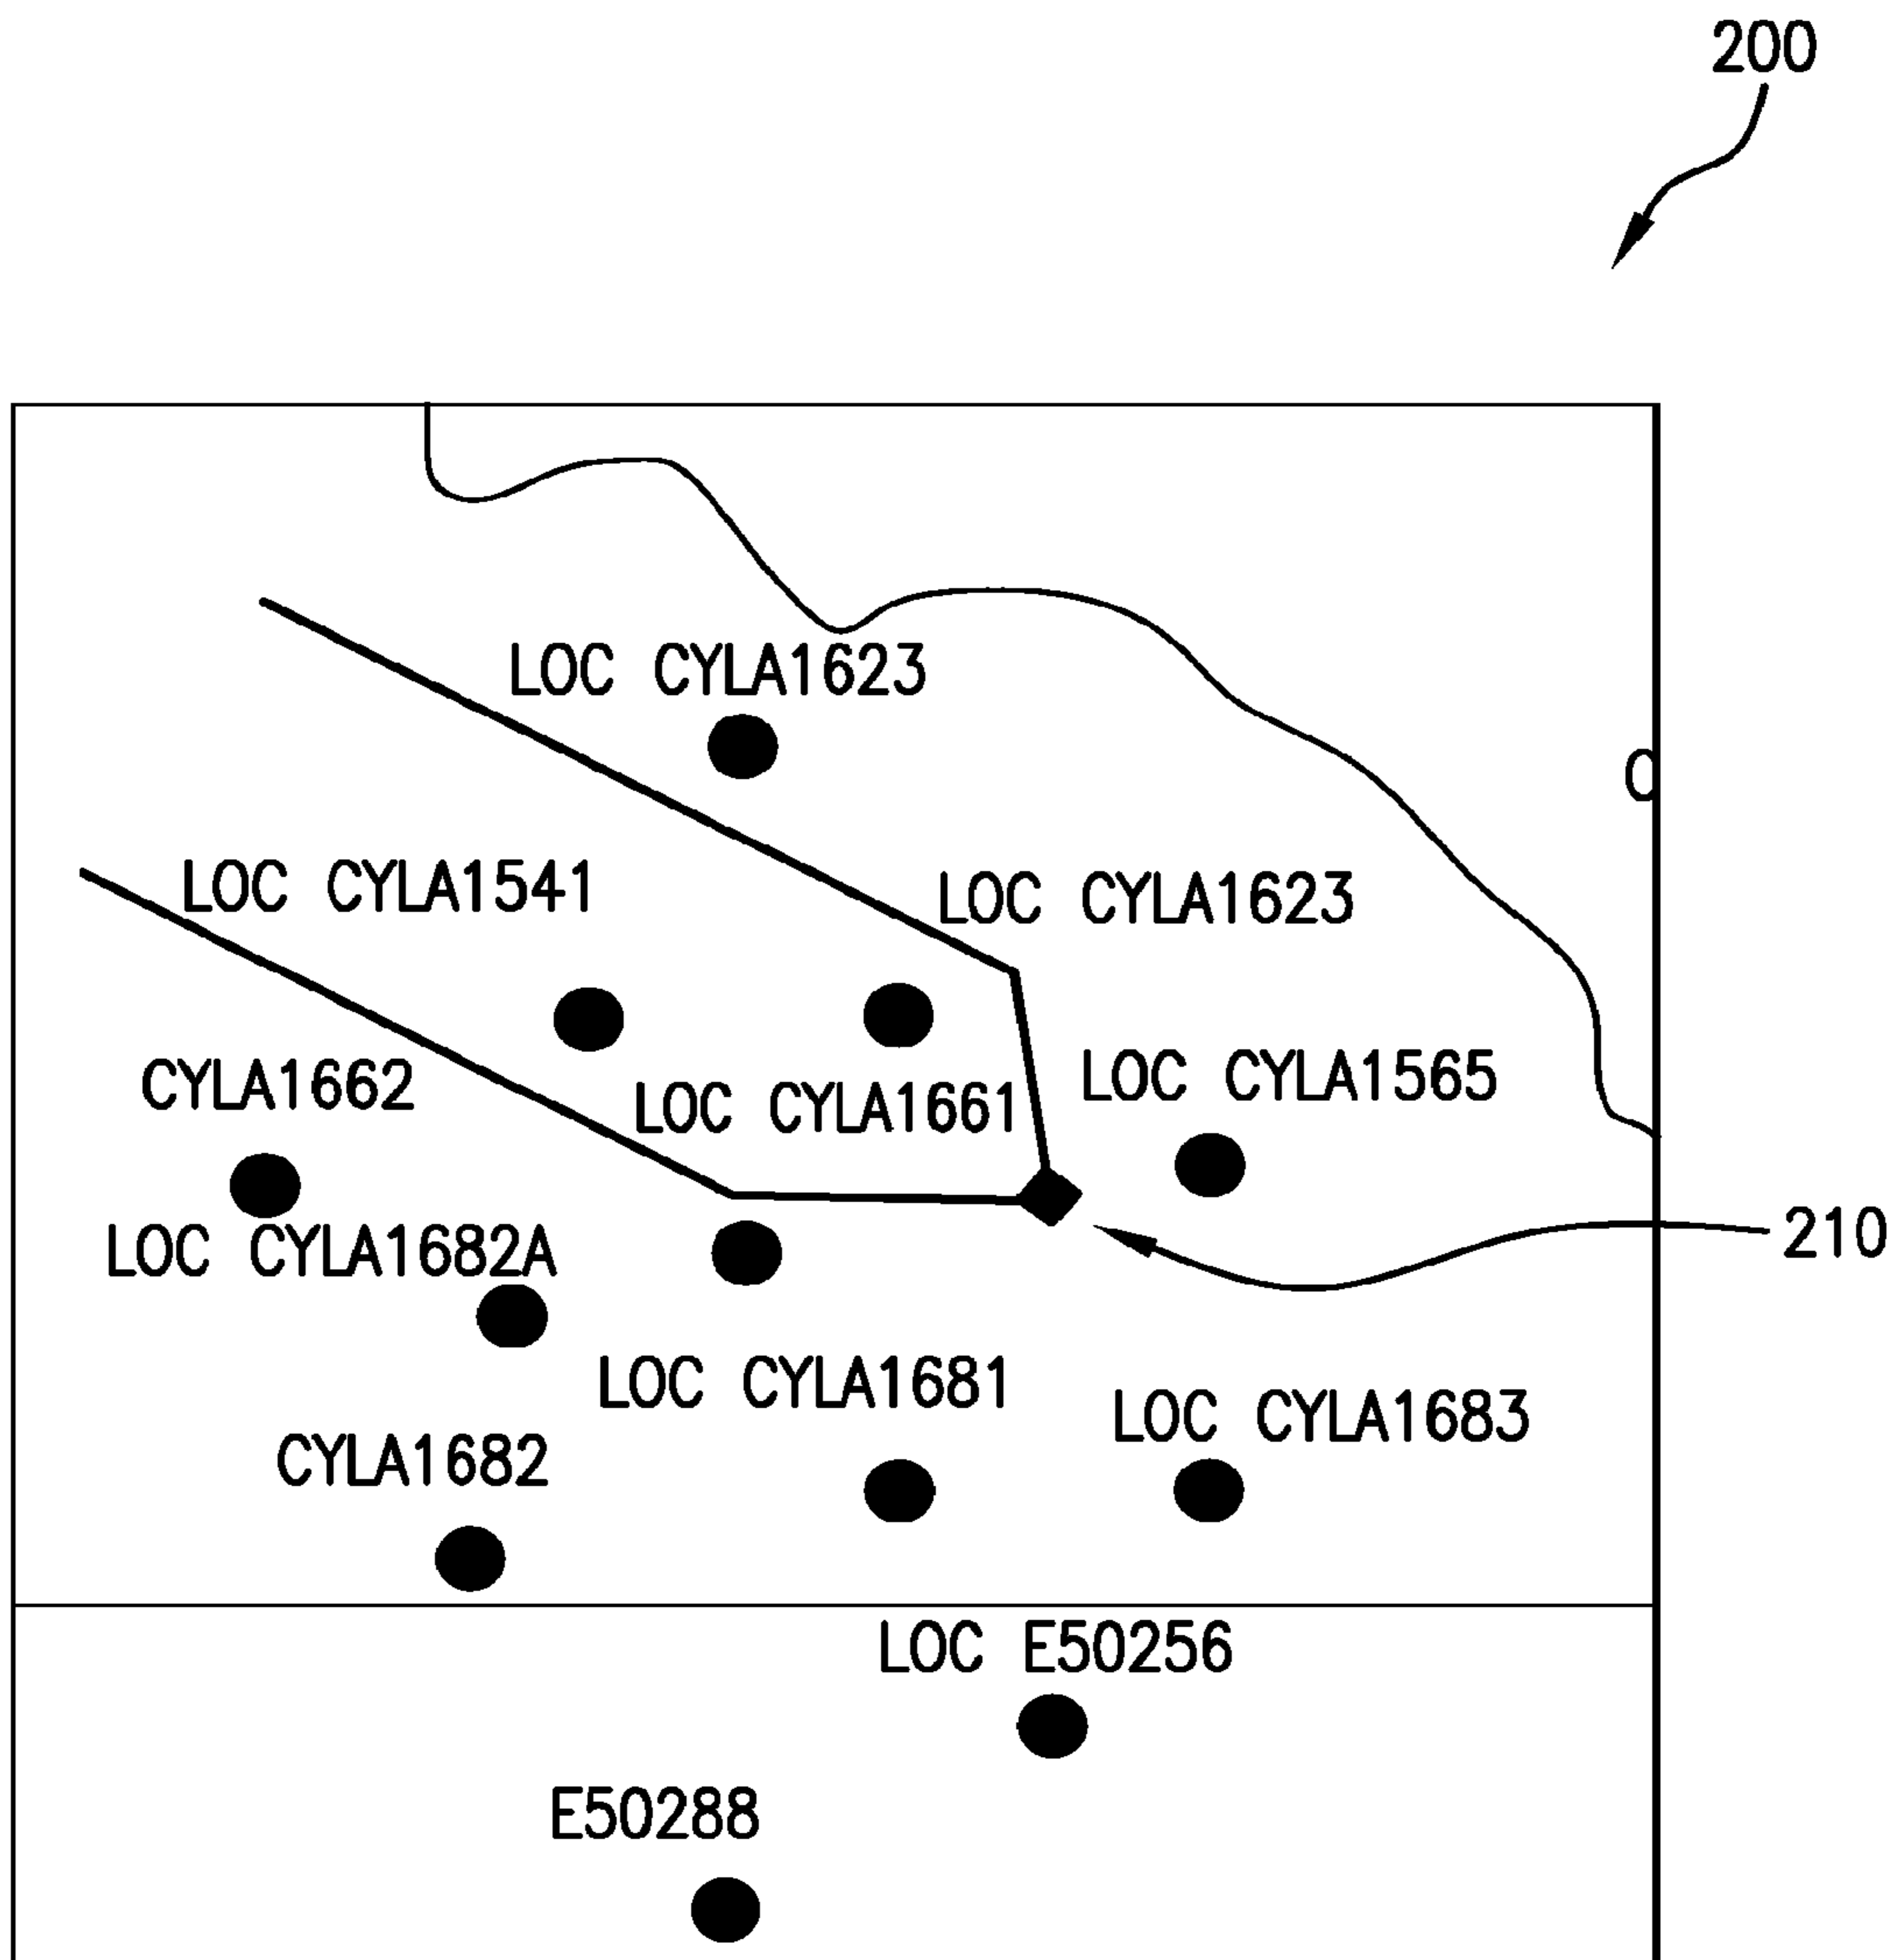 200
LOC CYLA1623
C
LOC CYLA1541
LOC CYLA1623
CYLA1662
LOC CYLA1661
LOC CYLA1565
LOC CYLA1682A
210
LOC CYLA1681
LOC CYLA1683
CYLA1682
LOC E50256
E50288